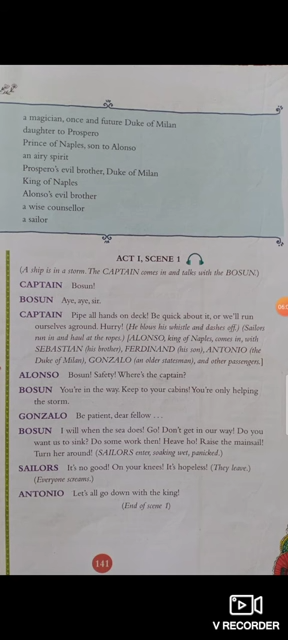 a magician, once and future Duke of Milan
daughter to Prospero
Prince of Naples, son to Alonso
an airy spirit
Prospero's evil brother, Duke of Milan
King of Naples
Alonso's evil brother
a wise counsellor
a sailor
ACT I, SCENE 1
(A ship is in a storm. The CAPTAIN comes in and talks with the BOSUN.)
CAPTAIN Bosun!
BOSUN Aye, aye, sir.
CAPTAIN Pipe all hands on deck! Be quick about it, or we'll run
ourselves aground. Hurry! (He blows his whistle and dashes off.) (Sailors
run in and haul at the ropes.) [ALONSO, king of Naples, comes in, with
SEBASTIAN (his brother), FERDINAND (his son), ANTONIO (the
Duke of Milan), GONZALO (an older statesman), and other passengers.]
ALONSO Bosun! Safety! Where's the captain?
BOSUN You're in the way. Keep to your cabins! You're only helping
the storm.
GONZALO Be patient, dear fellow . . .
BOSUN I will when the sea does! Go! Don't get in our way! Do you
want us to sink? Do some work then! Heave ho! Raise the mainsail!
Turn her around! (SAILORS enter, soaking wet, panicked.)
SAILORS It's no good! On your knees! It's hopeless! (They leave.)
(Everyone screams.)
ANTONIO Let's all go down with the king!
(End of scene 1)
141
V RECORDER